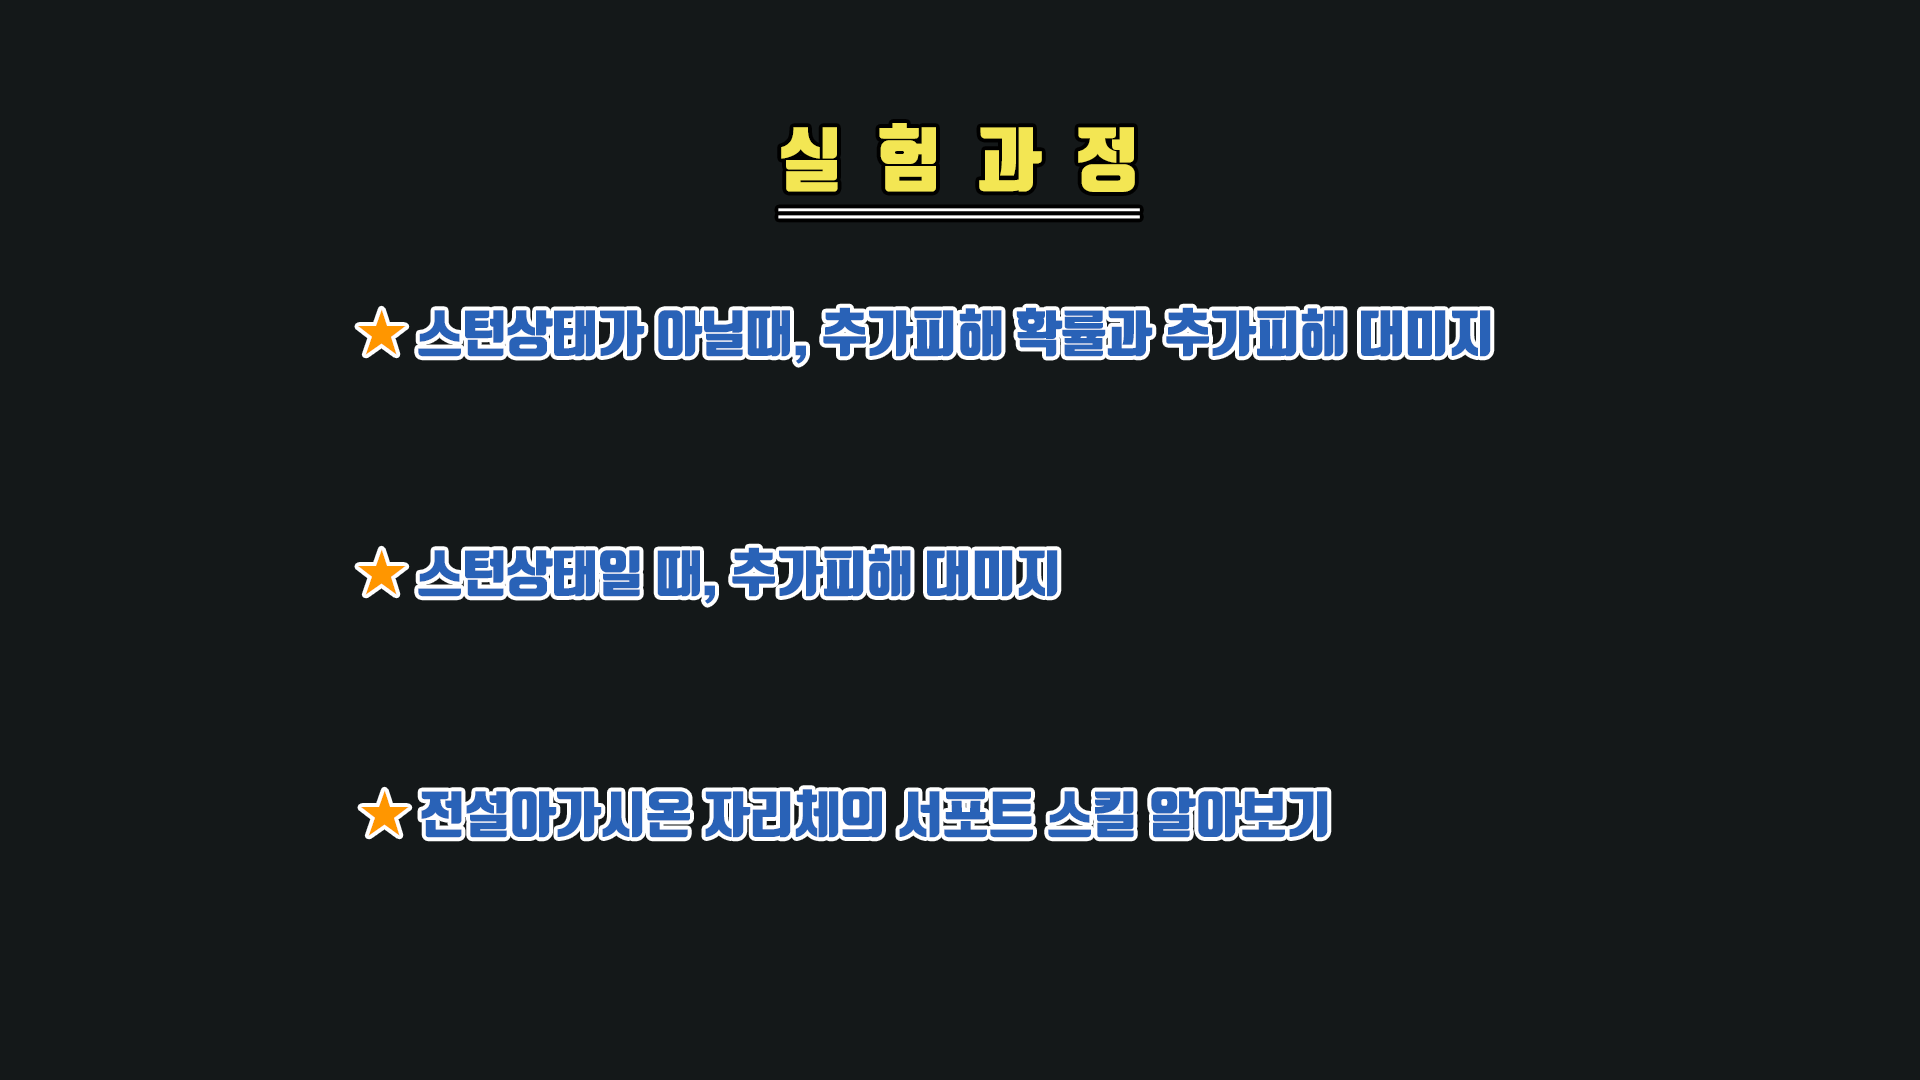 실 험 과 정
★ 스턴상태가 아닐때, 추가피해 확률과 추가피해 대미지
★ 스턴상태일 때, 추가피해 대미지
★ 전설아가시온 자리체의 서포트 스킬 알아보기